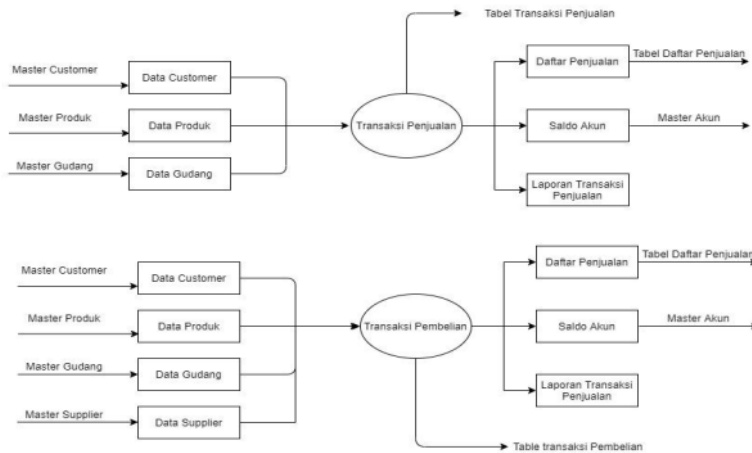 Tabel Transaksi Penjualan
Master Customer
Data Customer
Daftar Penjualan
Tabel Daftar Penjualan
Master Produk
Data Produk
Transaksi Penjualan
Saldo Akun
Master Akun
Master Gudang
Data Gudang
Laporan Transaksi
Penjualan
Master Customer
Data Customer
Daftar Penjualan
Tabel Daftar Penjualan
Master Produk
Data Produk
Transaksi Pembelian
Saldo Akun
Master Akun
Master Gudang
Data Gudang
Laporan Transaksi
Penjualan
Master Supplier
Data Supplier
Table transaksi Pembelian